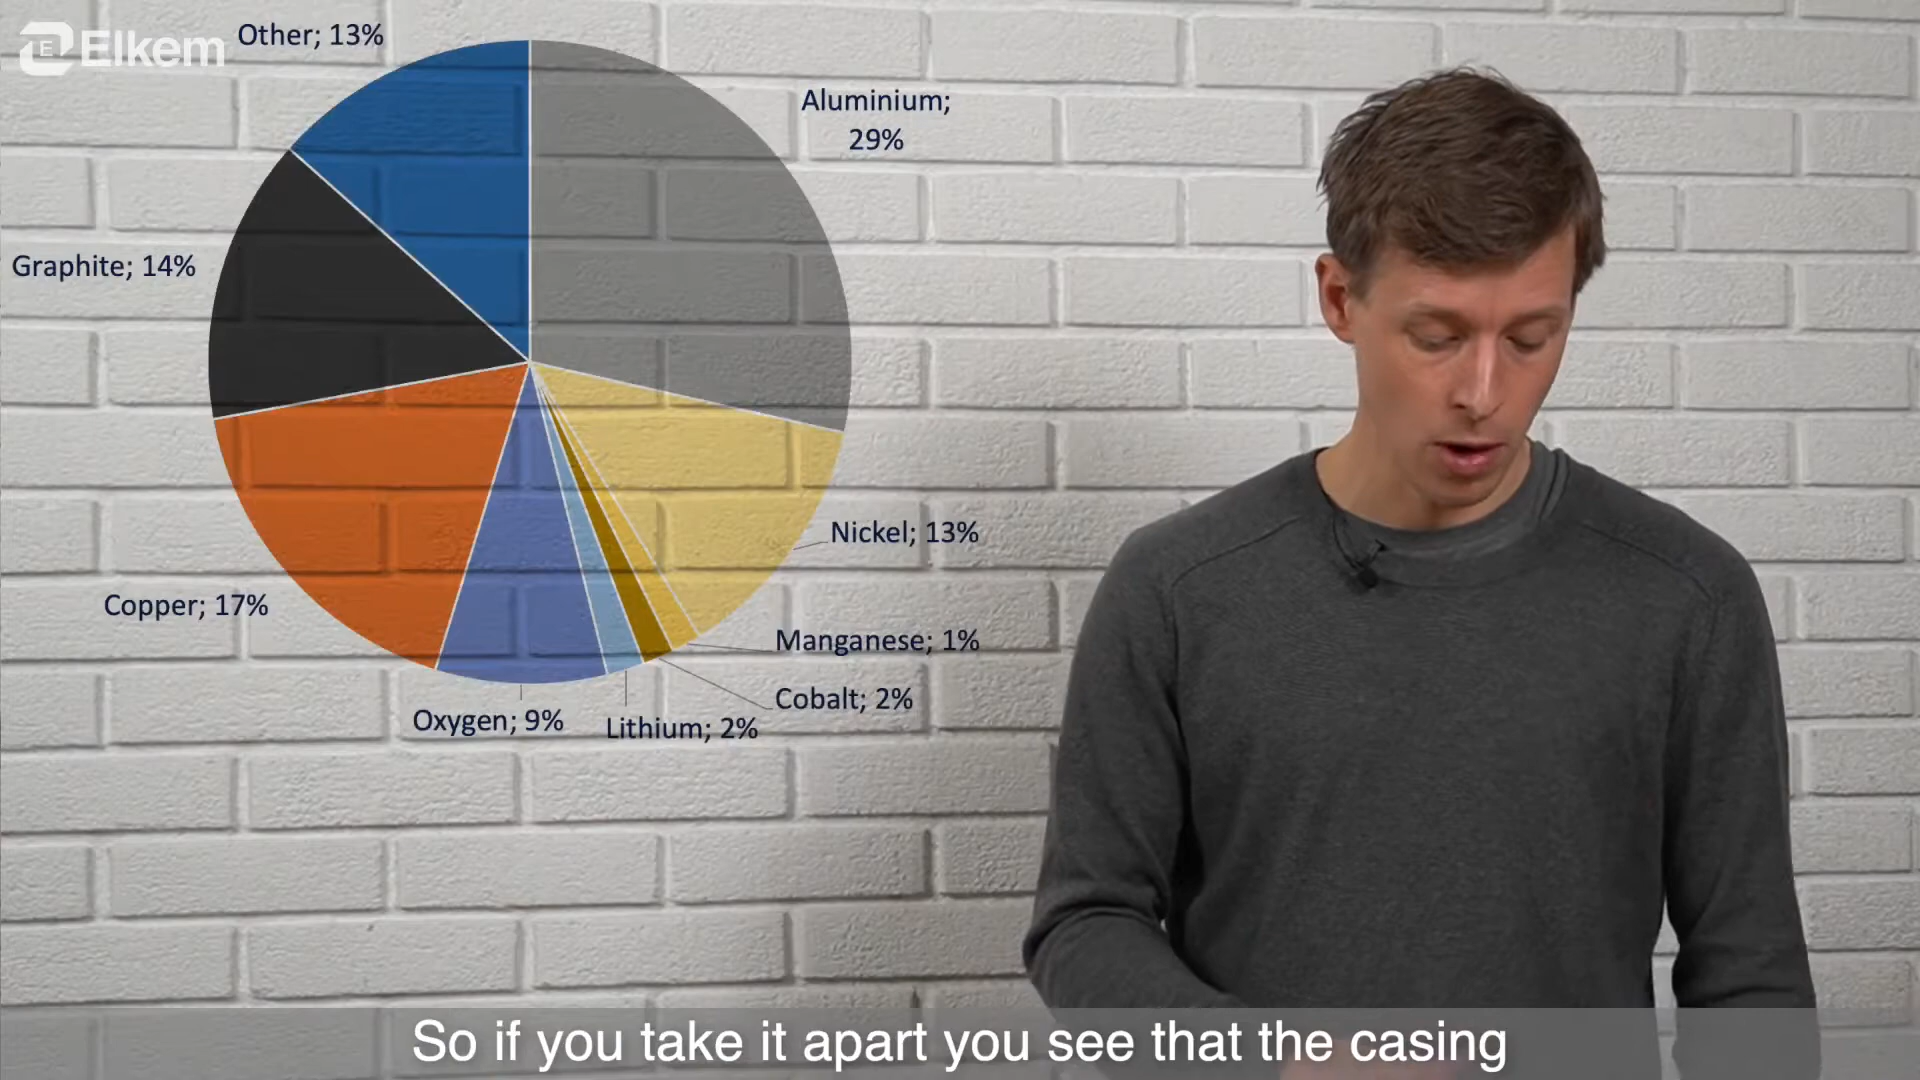 Elkem
Other; 13%
Aluminium;
29%
Graphite; 14%
Nickel; 13%
Copper; 17%
Manganese; 1%
Cobalt; 2%
Oxygen; 9%
Lithium; 2%
So if you take it apart you see that the casing